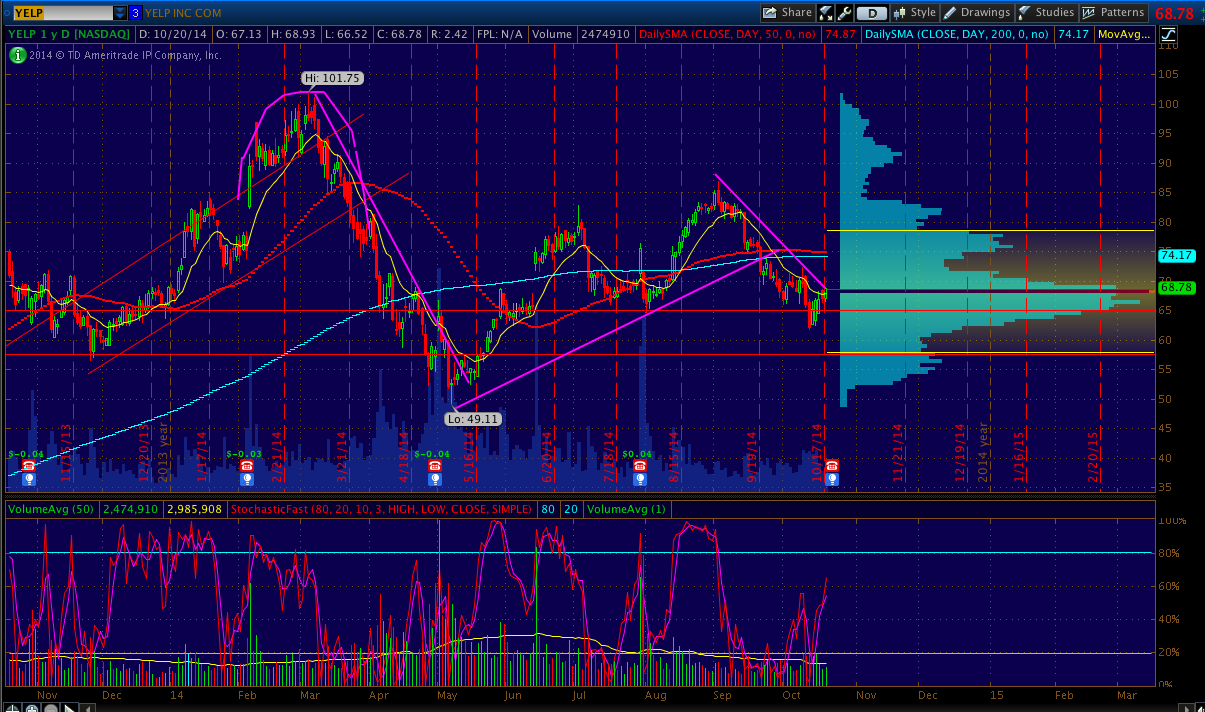 YELP 3 YELP INC COM Share D Style Drawings Studies Patterns 68.78
YELP 1 y D [NASDAQ] D: 10/20/14 O: 67.13 H: 68.93 L: 66.52 C: 68.78 R: 2.42 FPL: N/A Volume 2474910 DailySMA (CLOSE, DAY, 50, 0, no) 74.87 DailySMA (CLOSE, DAY, 200, 0, no) 74.17 MovAvg...
2014 © TD Ameritrade IP Company, Inc.
110
105
Hi: 101.75
100
95
90
85
80
75
74.17
70
68.78
65
60
55
50
Lo: 49.11
45
40
35
$-0.04 $-0.03 $-0.04 $0.04
11/15/13 12/20/13 2013 year 1/17/14 2/21/14 3/21/14 4/18/14 5/16/14 6/20/14 7/18/14 8/15/14 9/19/14 10/17/14 11/21/14 12/19/14 2014 year 1/16/15 2/20/15
VolumeAvg (50) 2,474,910 2,985,908 StochasticFast (80, 20, 10, 3, HIGH, LOW, CLOSE, SIMPLE) 80 20 VolumeAvg (1)
100%
80%
60%
40%
20%
0%
Nov Dec 14 Feb Mar Apr May Jun Jul Aug Sep Oct Nov Dec 15 Feb Mar